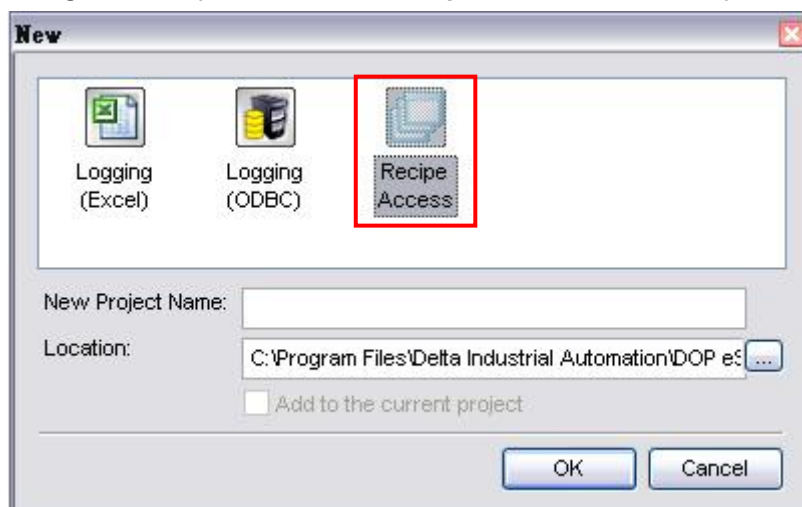 New
Logging
(Excel)
Logging
(ODBC)
Recipe
Access
New Project Name:
Location:
C:\Program Files\Delta Industrial Automation\DOP eS
...
Add to the current project
OK
Cancel